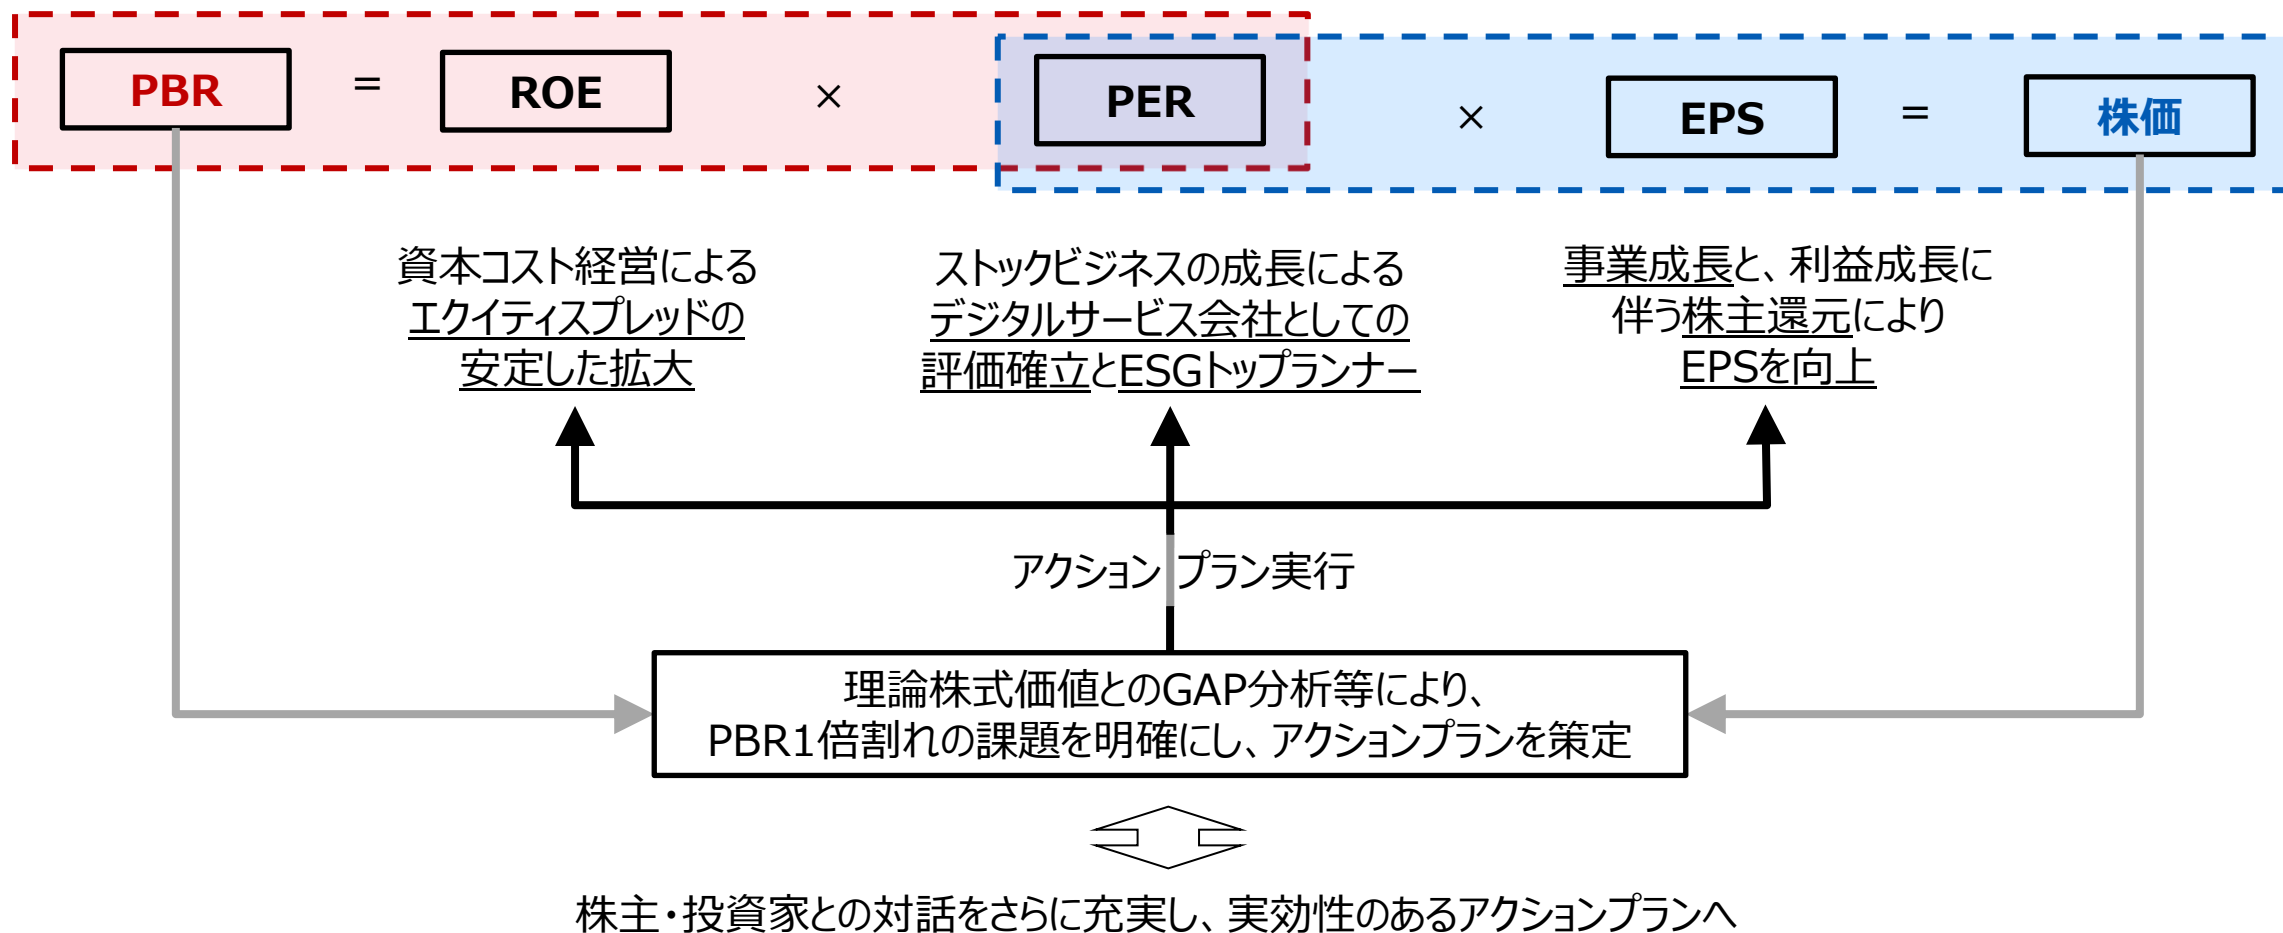 PBR = ROE × PER × EPS = 株価
資本コスト経営による
エクイティスプレッドの
安定した拡大
ストックビジネスの成長による
デジタルサービス会社としての
評価確立とESGトップランナー
事業成長と、利益成長に
伴う株主還元により
EPSを向上
アクションプラン実行
理論株式価値とのGAP分析等により、
PBR1倍割れの課題を明確にし、アクションプランを策定
株主・投資家との対話をさらに充実し、実効性のあるアクションプランへ